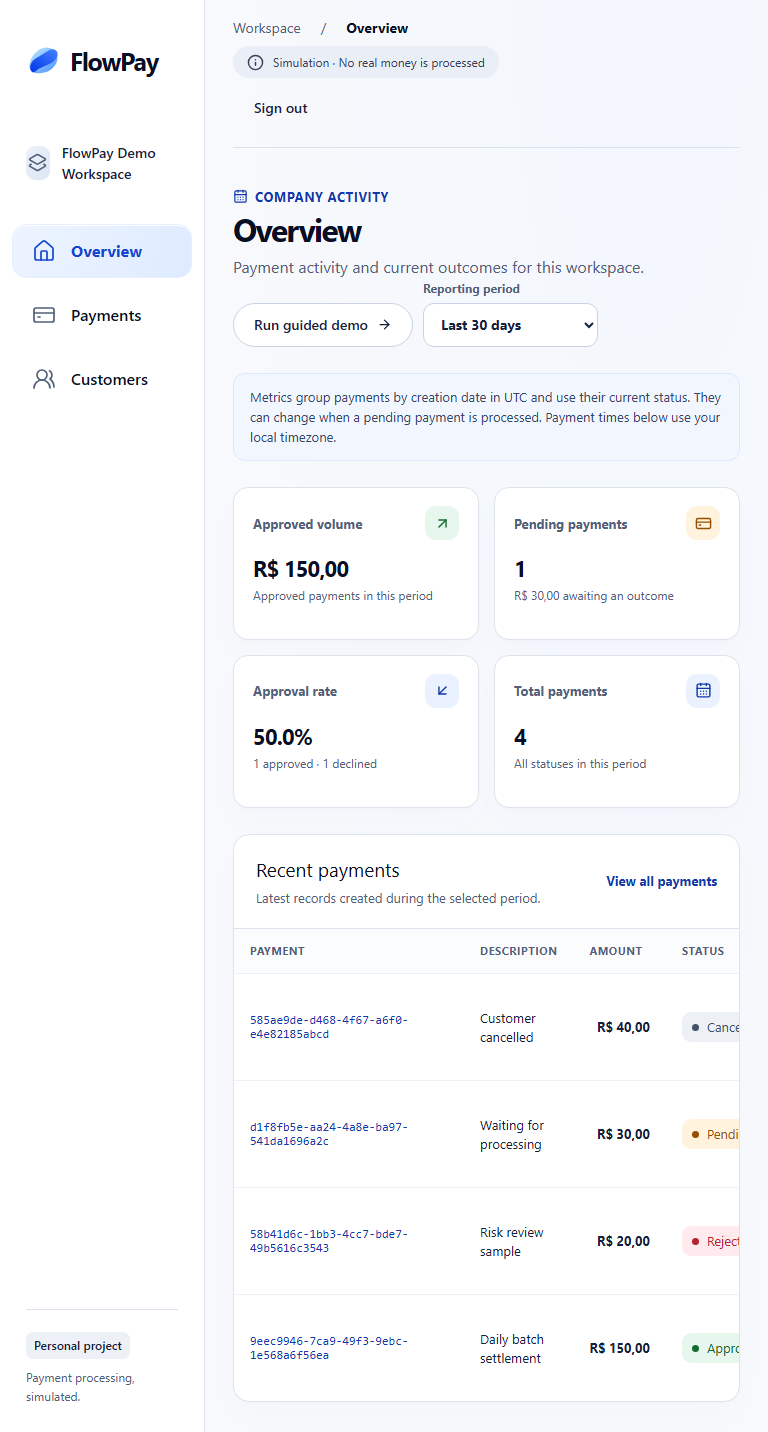 FlowPay
FlowPay Demo
Workspace
Overview
Payments
Customers
Personal project
Payment processing,
simulated.
Workspace / Overview
Simulation · No real money is processed
Sign out
COMPANY ACTIVITY
Overview
Payment activity and current outcomes for this workspace.
Reporting period
Run guided demo → Last 30 days
Metrics group payments by creation date in UTC and use their current status. They
can change when a pending payment is processed. Payment times below use your
local timezone.
Approved volume
R$ 150,00
Approved payments in this period
Pending payments
1
R$ 30,00 awaiting an outcome
Approval rate
50.0%
1 approved · 1 declined
Total payments
4
All statuses in this period
Recent payments
Latest records created during the selected period.
View all payments
PAYMENT DESCRIPTION AMOUNT STATUS
585ae9de-d468-4f67-a6f0-
e4e82185abcd
Customer
cancelled
R$ 40,00
Cance
d1f8fb5e-aa24-4a8e-ba97-
541da1696a2c
Waiting for
processing
R$ 30,00
Pendi
58b41d6c-1bb3-4cc7-bde7-
49b5616c3543
Risk review
sample
R$ 20,00
Reject
9eec9946-7ca9-49f3-9ebc-
1e568a6f56ea
Daily batch
settlement
R$ 150,00
Appro